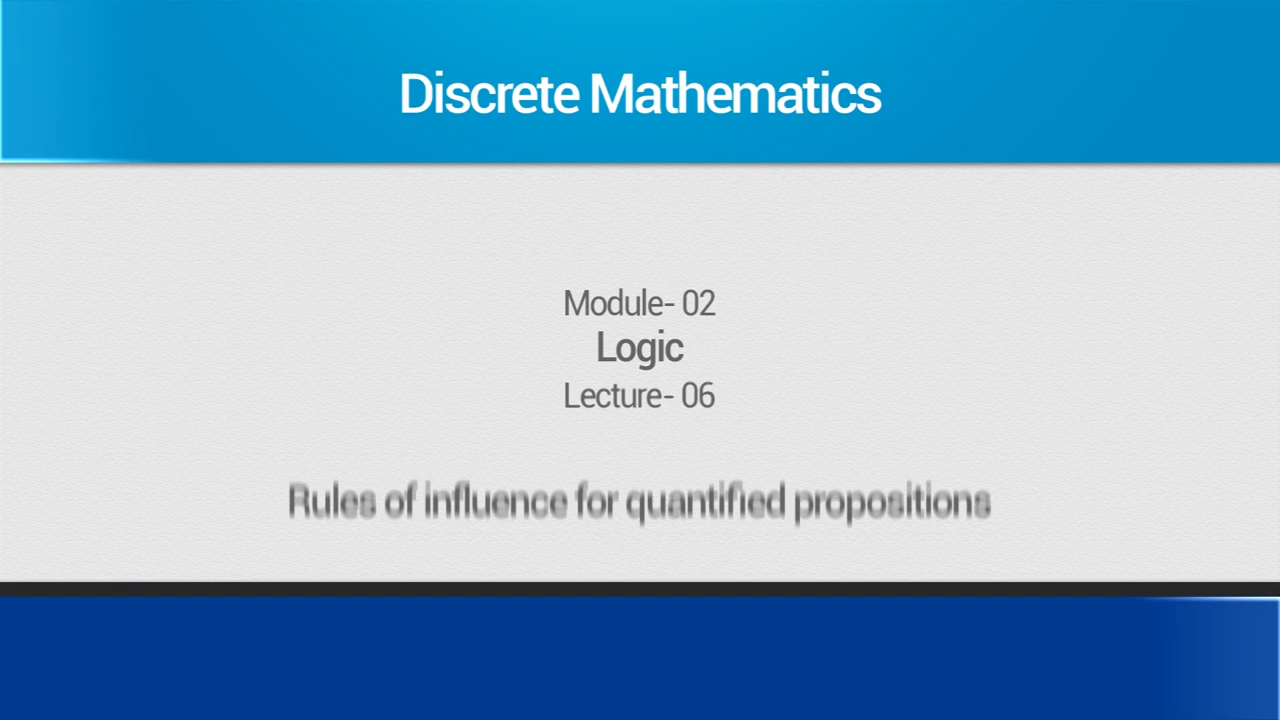 Discrete Mathematics
Module- 02
Logic
Lecture- 06
Rules of influence for quantified propositions